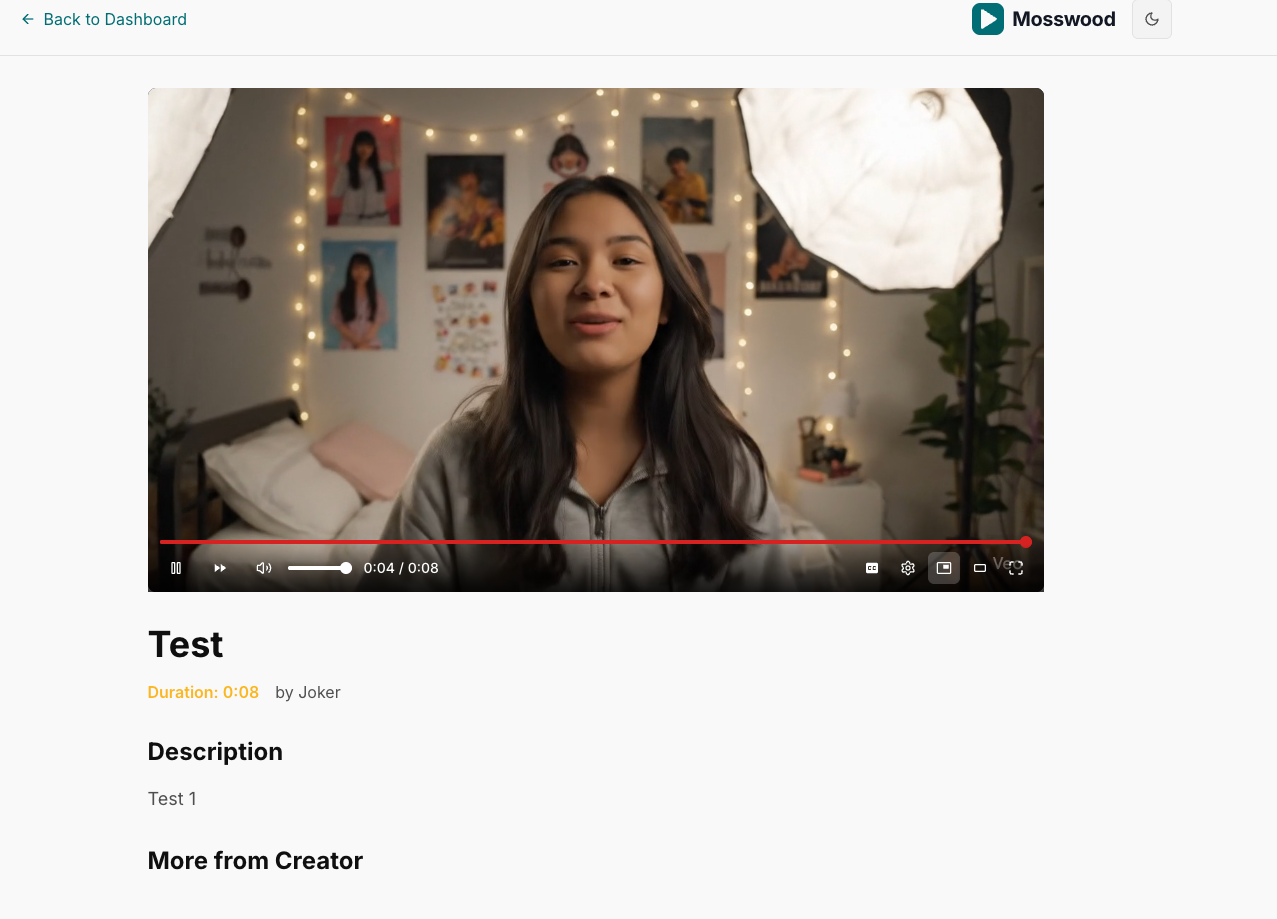 Back to Dashboard
Mosswood
0:04 / 0:08
CC
Veo
Test
Duration: 0:08 by Joker
Description
Test 1
More from Creator